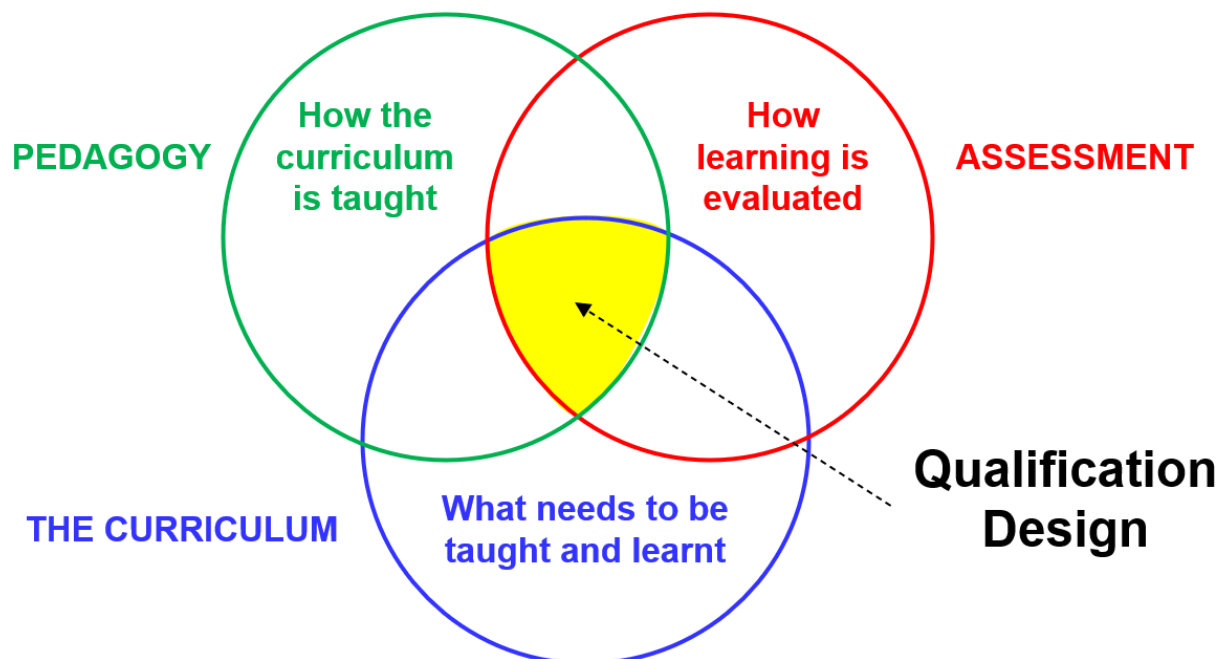 How the
curriculum
is taught
PEDAGOGY
How
learning is
evaluated
ASSESSMENT
THE CURRICULUM
What needs to be
taught and learnt
Qualification
Design